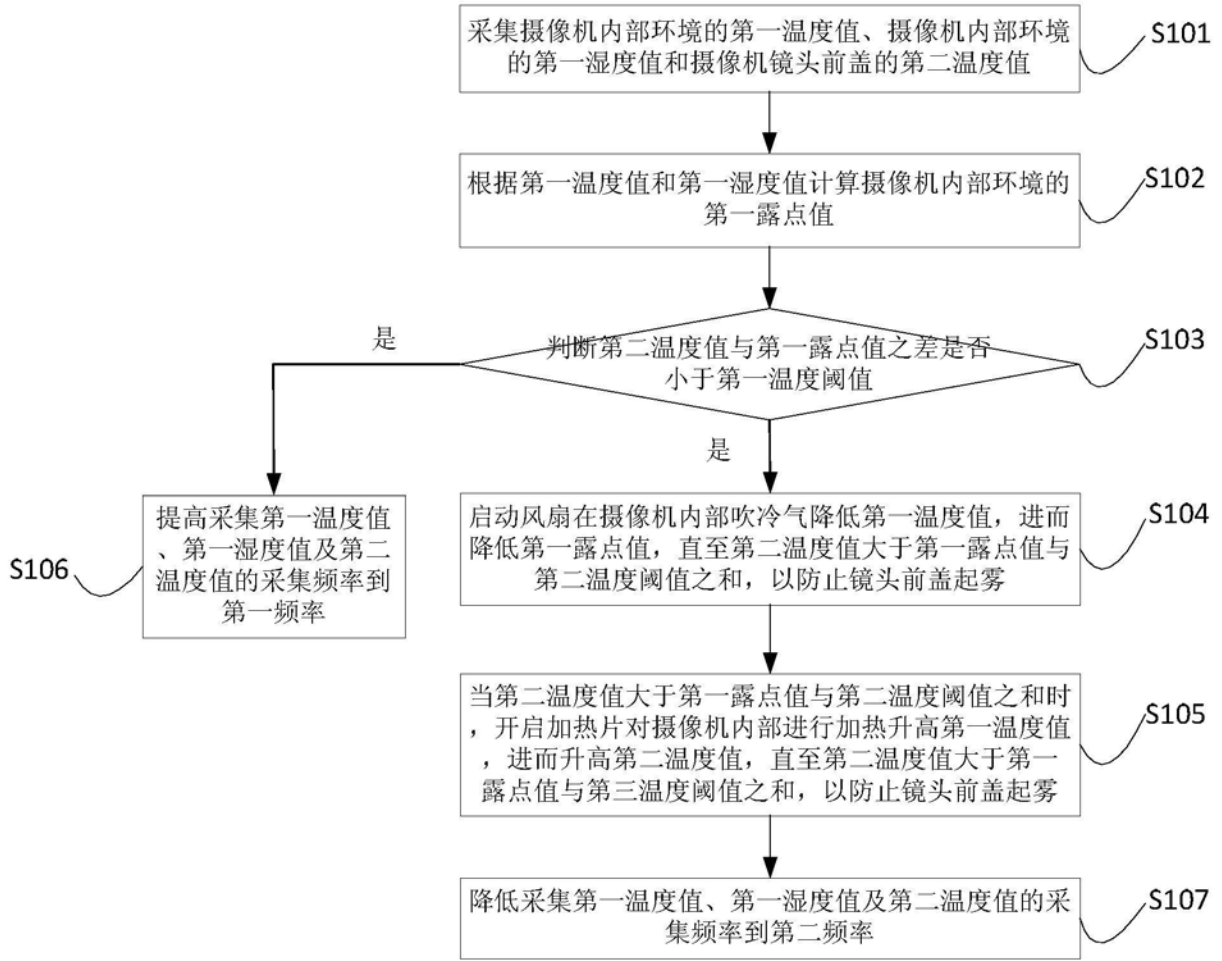 采集摄像机内部环境的第一温度值、摄像机内部环境
的第一湿度值和摄像机镜头前盖的第二温度值
S101
根据第一温度值和第一湿度值计算摄像机内部环境的
第一露点值
S102
判断第二温度值与第一露点值之差是否
小于第一温度阈值
S103
是
是
提高采集第一温度值
、第一湿度值及第二
温度值的采集频率到
第一频率
S106
启动风扇在摄像机内部吹冷气降低第一温度值，进而
降低第一露点值，直至第二温度值大于第一露点值与
第二温度阈值之和，以防止镜头前盖起雾
S104
当第二温度值大于第一露点值与第二温度阈值之和时
，开启加热片对摄像机内部进行加热升高第一温度值
，进而升高第二温度值，直至第二温度值大于第一
露点值与第三温度阈值之和，以防止镜头前盖起雾
S105
降低采集第一温度值、第一湿度值及第二温度值的采
集频率到第二频率
S107